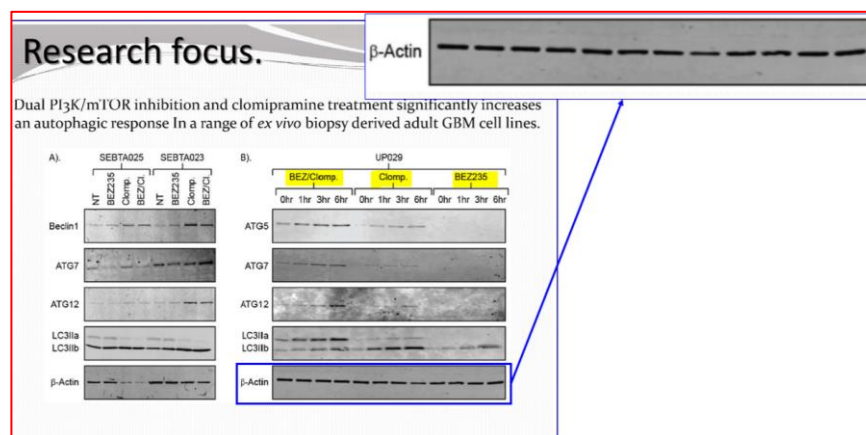 Research focus.
β-Actin
Dual PI3K/mTOR inhibition and clomipramine treatment significantly increases
an autophagic response In a range of ex vivo biopsy derived adult GBM cell lines.
A).
SEBTA025
SEBTA023
NT
BEZ235
Clomp.
BEZ/Cl.
NT
BEZ235
Clomp.
BEZ/Cl.
Beclin1
ATG7
ATG12
LC3IIa
LC3IIb
β-Actin
B).
UP029
BEZ/Clomp.
Clomp.
BEZ235
0hr 1hr 3hr 6hr 0hr 1hr 3hr 6hr 0hr 1hr 3hr 6hr
ATG5
ATG7
ATG12
LC3IIa
LC3IIb
β-Actin